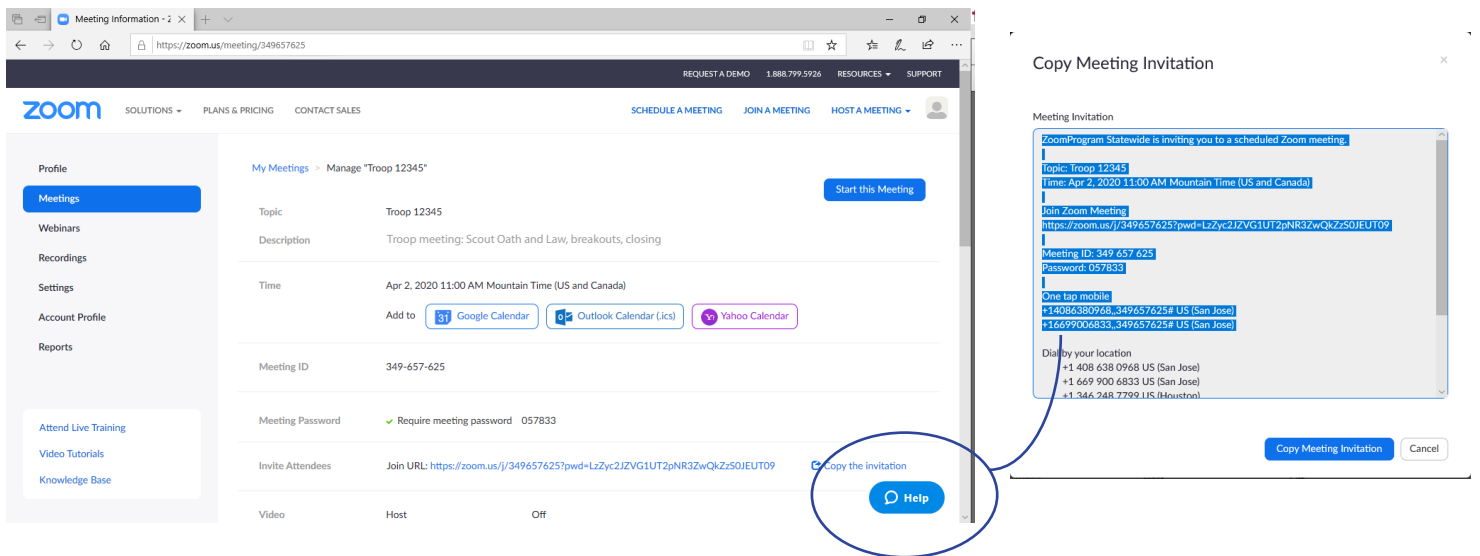 Meeting Information - Z
https://zoom.us/meeting/349657625
REQUEST A DEMO 1.888.799.5926 RESOURCES SUPPORT
zoom SOLUTIONS PLANS & PRICING CONTACT SALES SCHEDULE A MEETING JOIN A MEETING HOST A MEETING
Profile
Meetings
Webinars
Recordings
Settings
Account Profile
Reports
Attend Live Training
Video Tutorials
Knowledge Base
My Meetings > Manage "Troop 12345"
Start this Meeting
Topic Troop 12345
Description Troop meeting: Scout Oath and Law, breakouts, closing
Time Apr 2, 2020 11:00 AM Mountain Time (US and Canada)
Add to 31 Google Calendar Outlook Calendar (.ics) Yahoo Calendar
Meeting ID 349-657-625
Meeting Password Require meeting password 057833
Invite Attendees Join URL: https://zoom.us/j/349657625?pwd=LzZyc2JZVG1UT2pNR3ZwQkZzS0JEUT09 Copy the invitation
Help
Video Host Off
Copy Meeting Invitation
Meeting Invitation
ZoomProgram Statewide is inviting you to a scheduled Zoom meeting.
Topic: Troop 12345
Time: Apr 2, 2020 11:00 AM Mountain Time (US and Canada)
Join Zoom Meeting
https://zoom.us/j/349657625?pwd=LzZyc2JZVG1UT2pNR3ZwQkZzS0JEUT09
Meeting ID: 349 657 625
Password: 057833
One tap mobile
+14086380968,,349657625# US (San Jose)
+16699006833,,349657625# US (San Jose)
Dial by your location
+1 408 638 0968 US (San Jose)
+1 669 900 6833 US (San Jose)
+1 346 248 7799 US (Houston)
Copy Meeting Invitation Cancel